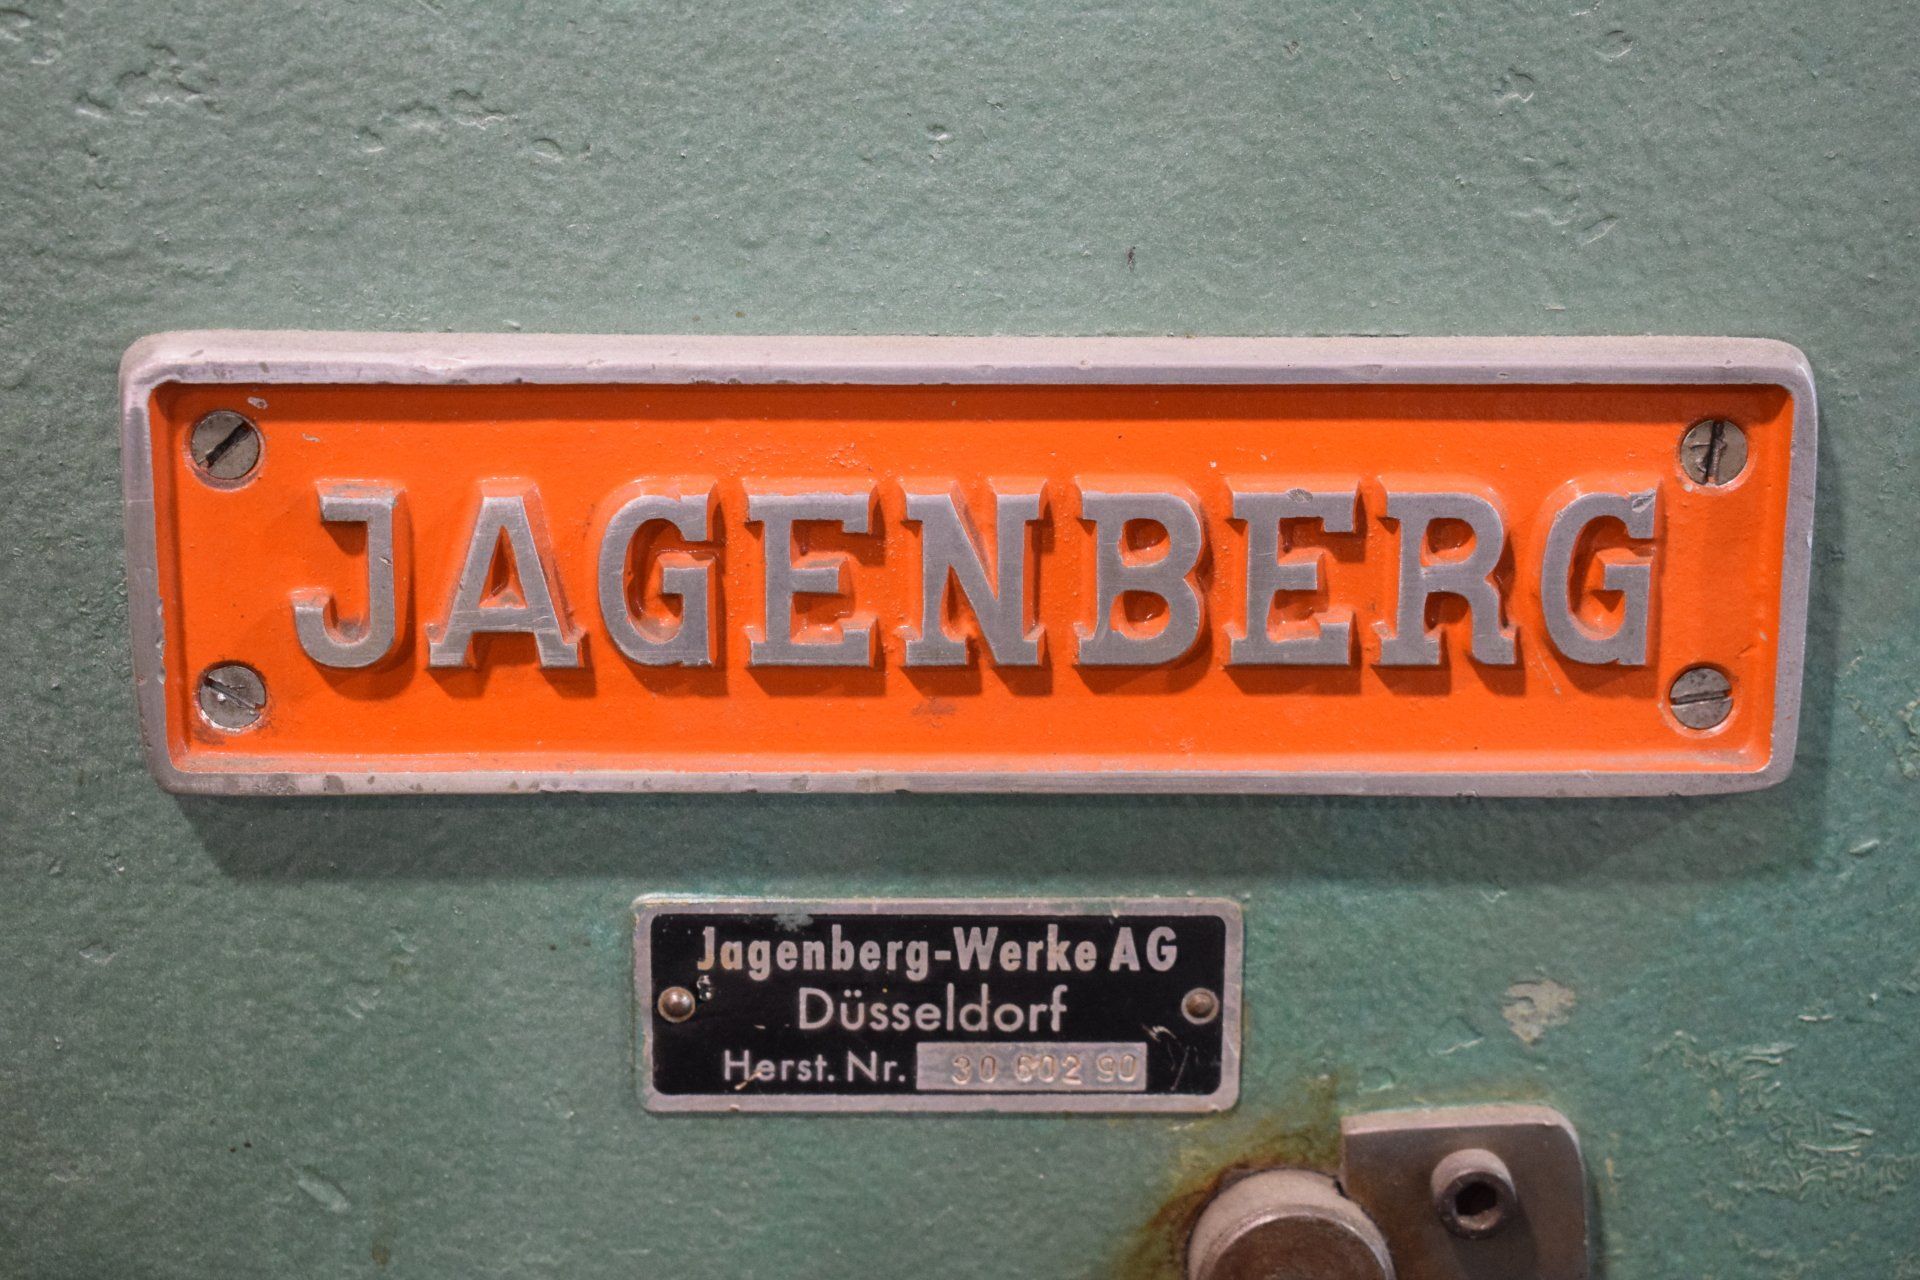 JAGENBERG
Jagenberg-Werke AG
Düsseldorf
Herst. Nr. 30 602 90